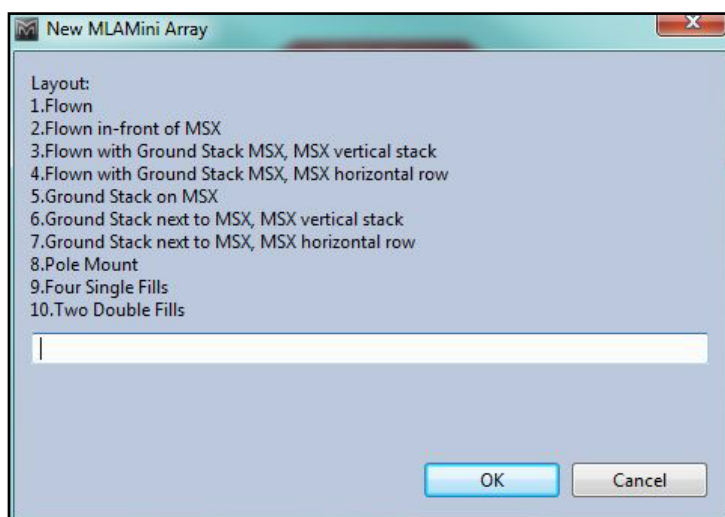 New MLAMini Array
Layout:
1.Flown
2.Flown in-front of MSX
3.Flown with Ground Stack MSX, MSX vertical stack
4.Flown with Ground Stack MSX, MSX horizontal row
5.Ground Stack on MSX
6.Ground Stack next to MSX, MSX vertical stack
7.Ground Stack next to MSX, MSX horizontal row
8.Pole Mount
9.Four Single Fills
10.Two Double Fills
OK Cancel